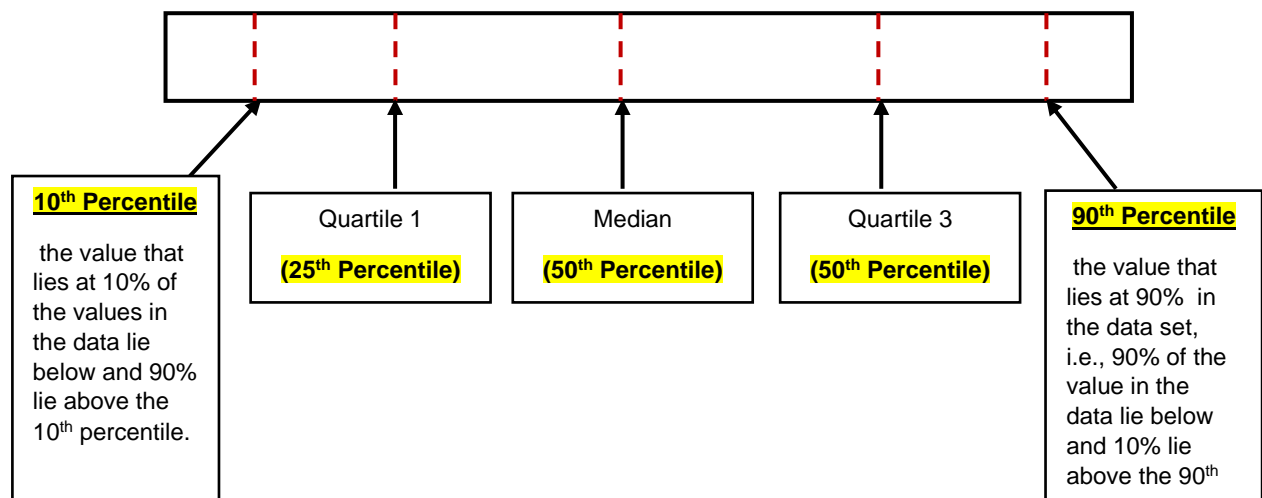 10th Percentile
the value that
lies at 10% of
the values in
the data lie
below and 90%
lie above the
10th percentile.
Quartile 1
(25th Percentile)
Median
(50th Percentile)
Quartile 3
(50th Percentile)
90th Percentile
the value that
lies at 90% in
the data set,
i.e., 90% of the
value in the
data lie below
and 10% lie
above the 90th